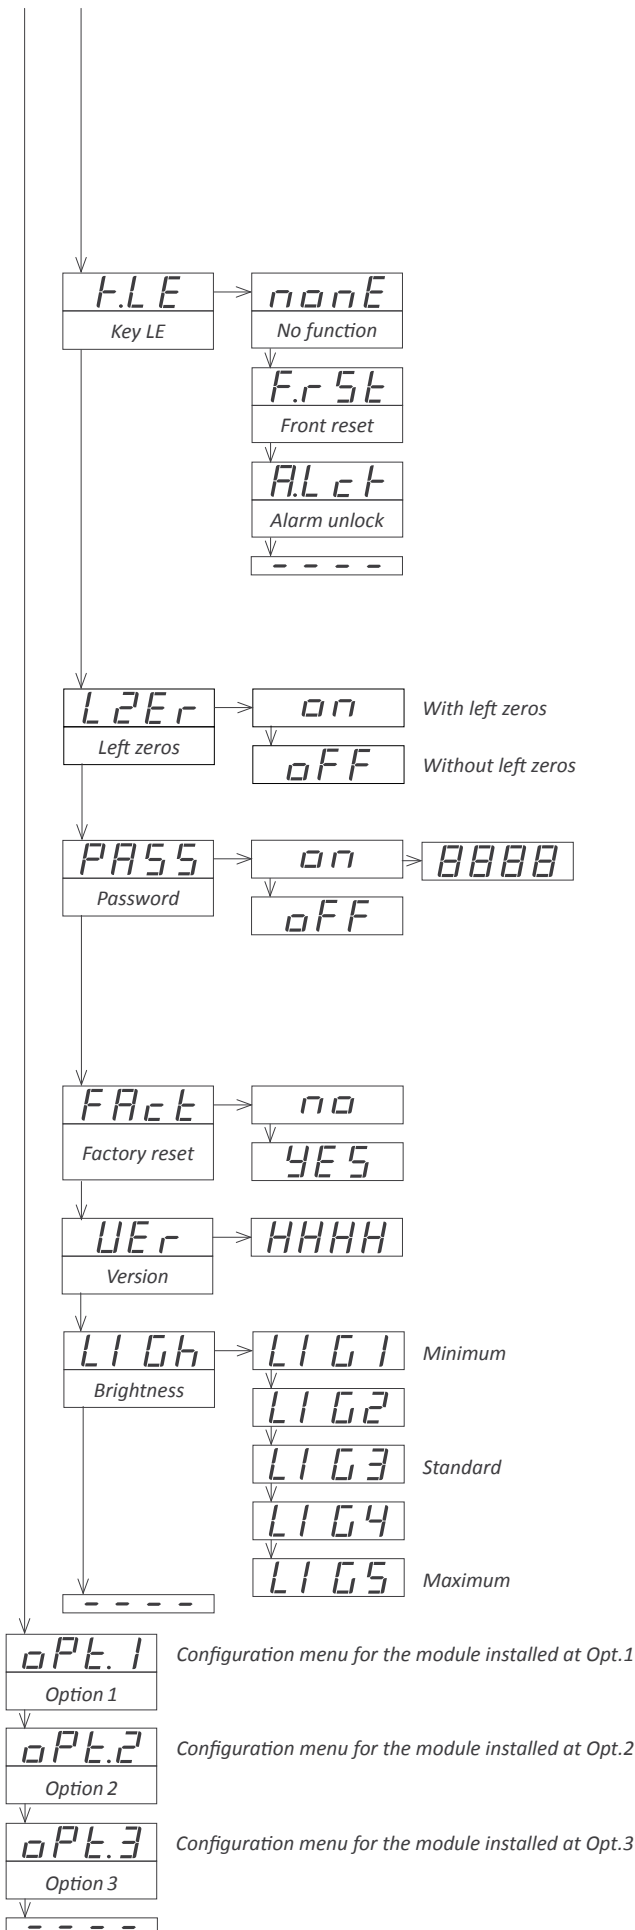 K.LE
Key LE
nonE
No function
F.rSt
Front reset
A.LcK
Alarm unlock
----
LZEr
Left zeros
on
With left zeros
oFF
Without left zeros
PASS
Password
on
8888
oFF
FAct
Factory reset
no
YES
VEr
Version
HHHH
LIGh
Brightness
LIG1
Minimum
LIG2
LIG3
Standard
LIG4
LIG5
Maximum
----
oPt.1
Configuration menu for the module installed at Opt.1
Option 1
oPt.2
Configuration menu for the module installed at Opt.2
Option 2
oPt.3
Configuration menu for the module installed at Opt.3
Option 3
----